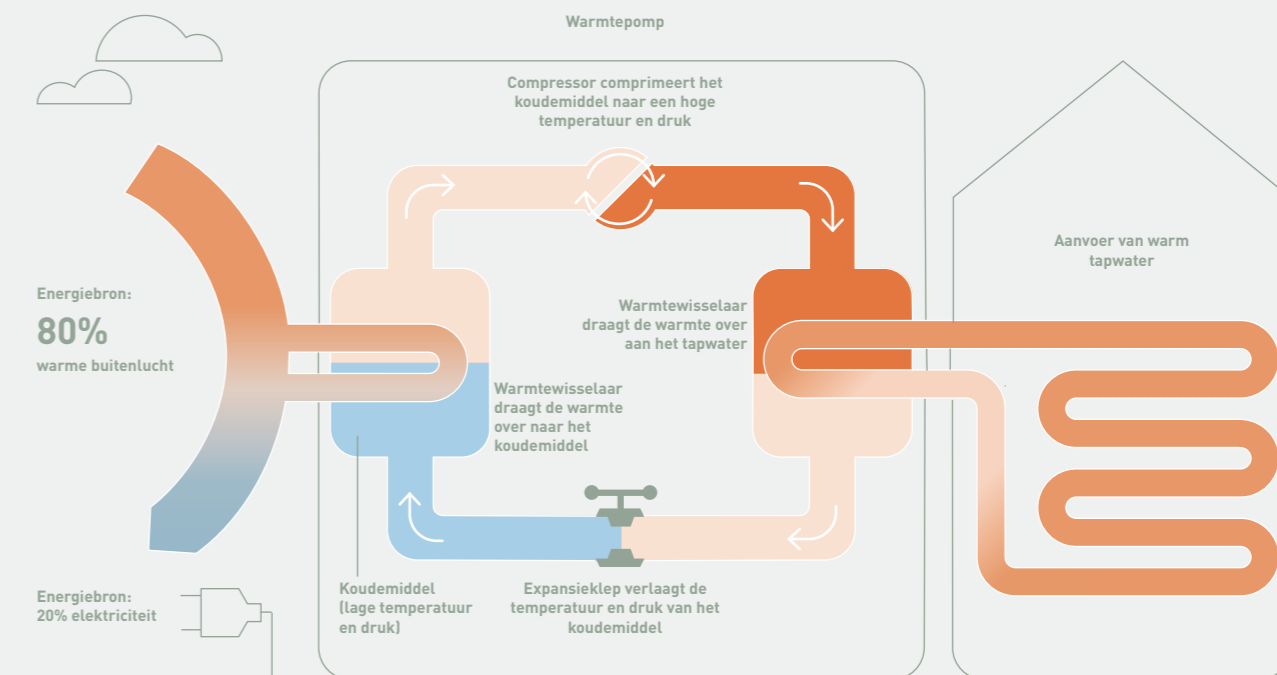 Warmtepomp
Compressor comprimeert het
koudemiddel naar een hoge
temperatuur en druk
Aanvoer van warm
tapwater
Energiebron:
80%
warme buitenlucht
Warmtewisselaar
draagt de warmte over
aan het tapwater
Warmtewisselaar
draagt de warmte
over naar het
koudemiddel
Energiebron:
20% elektriciteit
Koudemiddel
(lage temperatuur
en druk)
Expansieklep verlaagt de
temperatuur en druk van het
koudemiddel